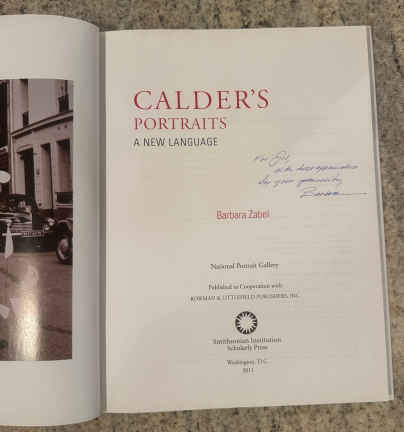 CALDER'S
PORTRAITS
A NEW LANGUAGE
For
with deep appreciation
for your generosity
Barbara
Barbara Zabel
National Portrait Gallery
Published in Cooperation with
ROWMAN & LITTLEFIELD PUBLISHERS, INC.
Smithsonian Institution
Scholarly Press
Washington, D.C.
2011